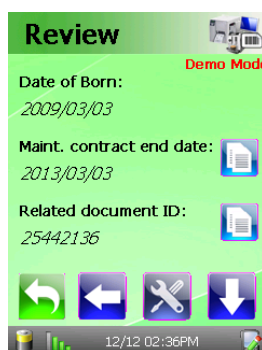 Review
Demo Mode
Date of Born:
2009/03/03
Maint. contract end date:
2013/03/03
Related document ID:
25442136
12/12 02:36PM